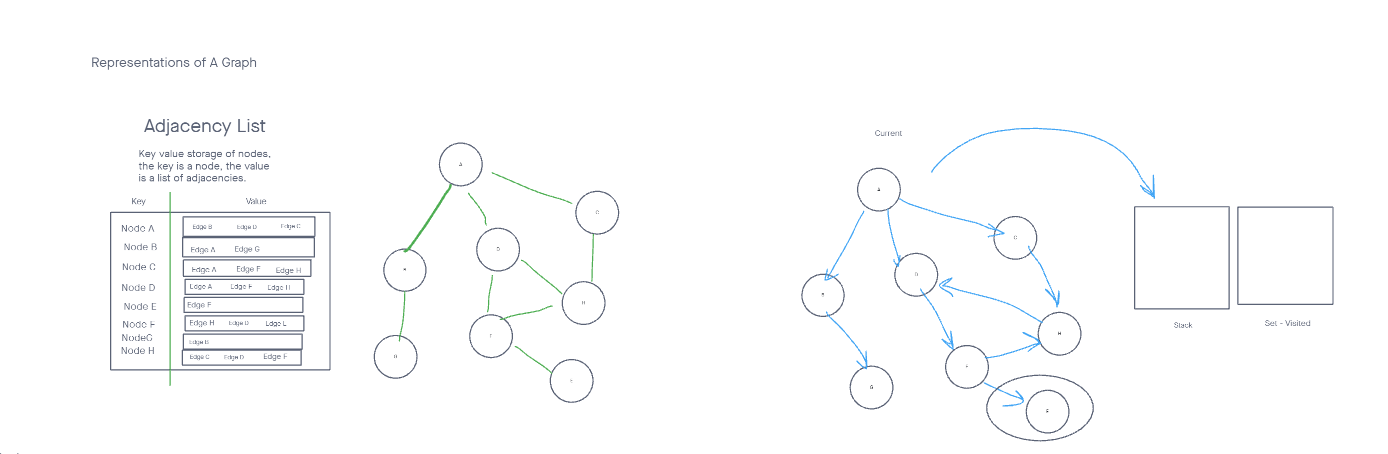 Representations of A Graph
Adjacency List
Key value storage of nodes,
the key is a node, the value
is a list of adjacencies.
Key Value
Node A Edge B Edge D Edge C
Node B Edge A Edge G
Node C Edge A Edge F Edge H
Node D Edge A Edge F Edge H
Node E Edge F
Node F Edge H Edge D Edge E
NodeG Edge B
Node H Edge C Edge D Edge F
A
C
D
B
H
F
E
Current
A
C
D
B
H
F
G
E
Stack
Set - Visited